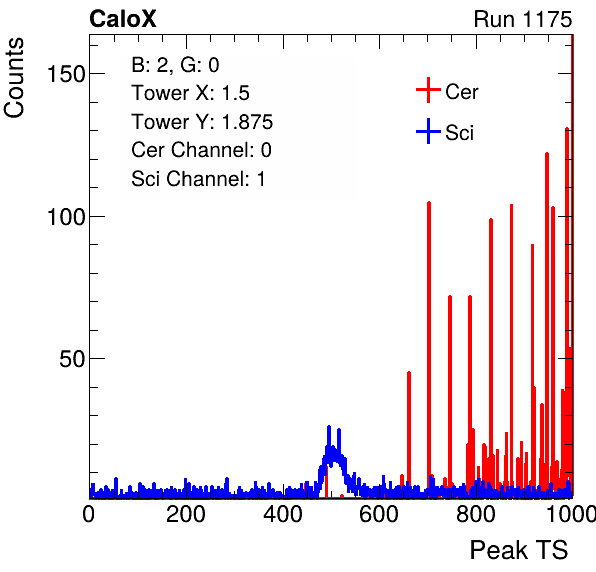 CaloX Run 1175
Counts
B: 2, G: 0
Tower X: 1.5
Tower Y: 1.875
Cer Channel: 0
Sci Channel: 1
Cer
Sci
150
100
50
0 200 400 600 800 1000
Peak TS